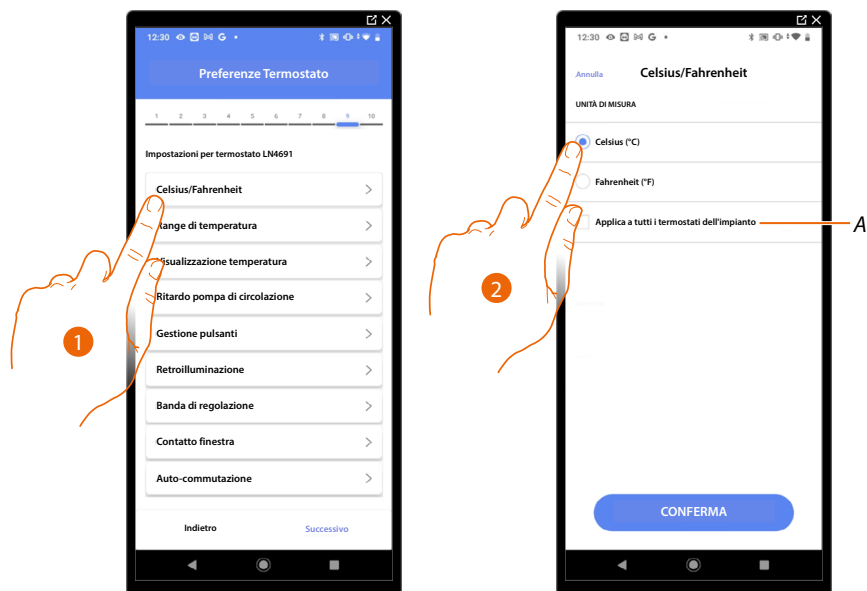 12:30 G
Preferenze Termostato
1 2 3 4 5 6 7 8 9 10
Impostazioni per termostato LN4691
Celsius/Fahrenheit
Range di temperatura
Visualizzazione temperatura
Ritardo pompa di circolazione
Gestione pulsanti
Retroilluminazione
Banda di regolazione
Contatto finestra
Auto-commutazione
Indietro Successivo
1
12:30 G
Annulla Celsius/Fahrenheit
UNITÀ DI MISURA
Celsius (°C)
Fahrenheit (°F)
Applica a tutti i termostati dell'impianto
A
2
CONFERMA